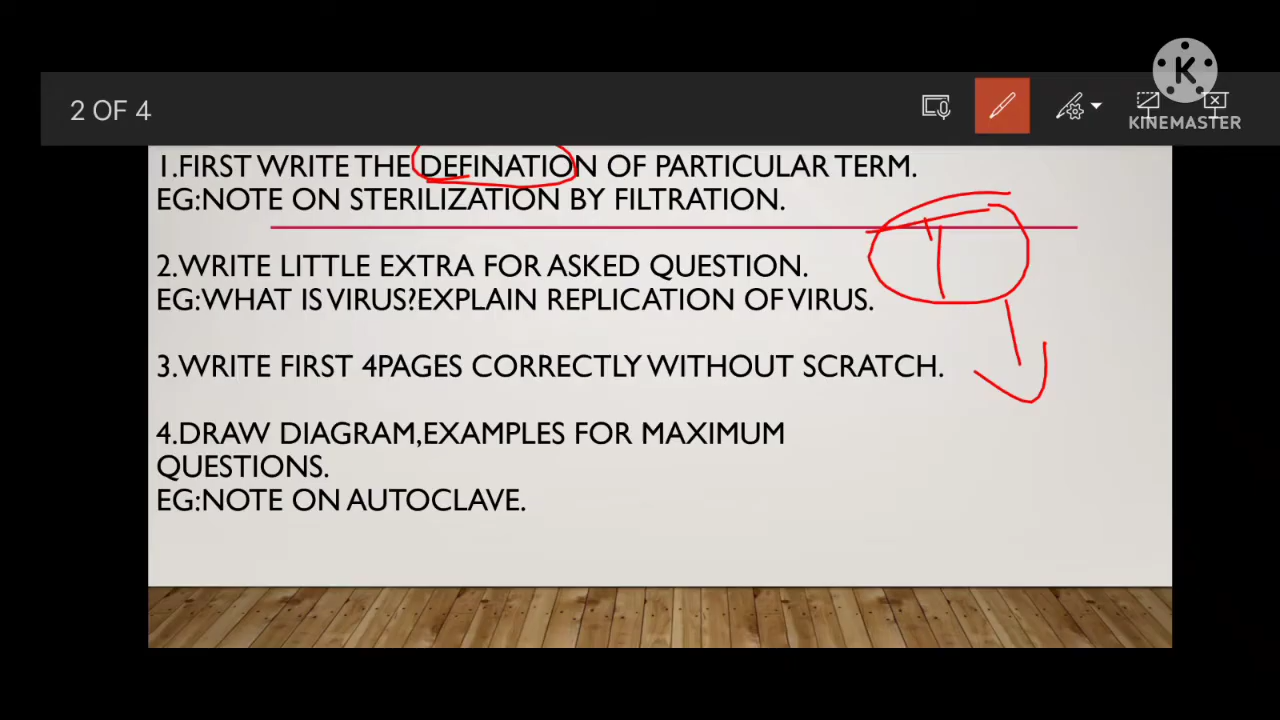 2 OF 4
KINEMASTER
1.FIRST WRITE THE DEFINATION OF PARTICULAR TERM.
EG:NOTE ON STERILIZATION BY FILTRATION.
2.WRITE LITTLE EXTRA FOR ASKED QUESTION.
EG:WHAT IS VIRUS?EXPLAIN REPLICATION OF VIRUS.
3.WRITE FIRST 4PAGES CORRECTLY WITHOUT SCRATCH.
4.DRAW DIAGRAM,EXAMPLES FOR MAXIMUM
QUESTIONS.
EG:NOTE ON AUTOCLAVE.